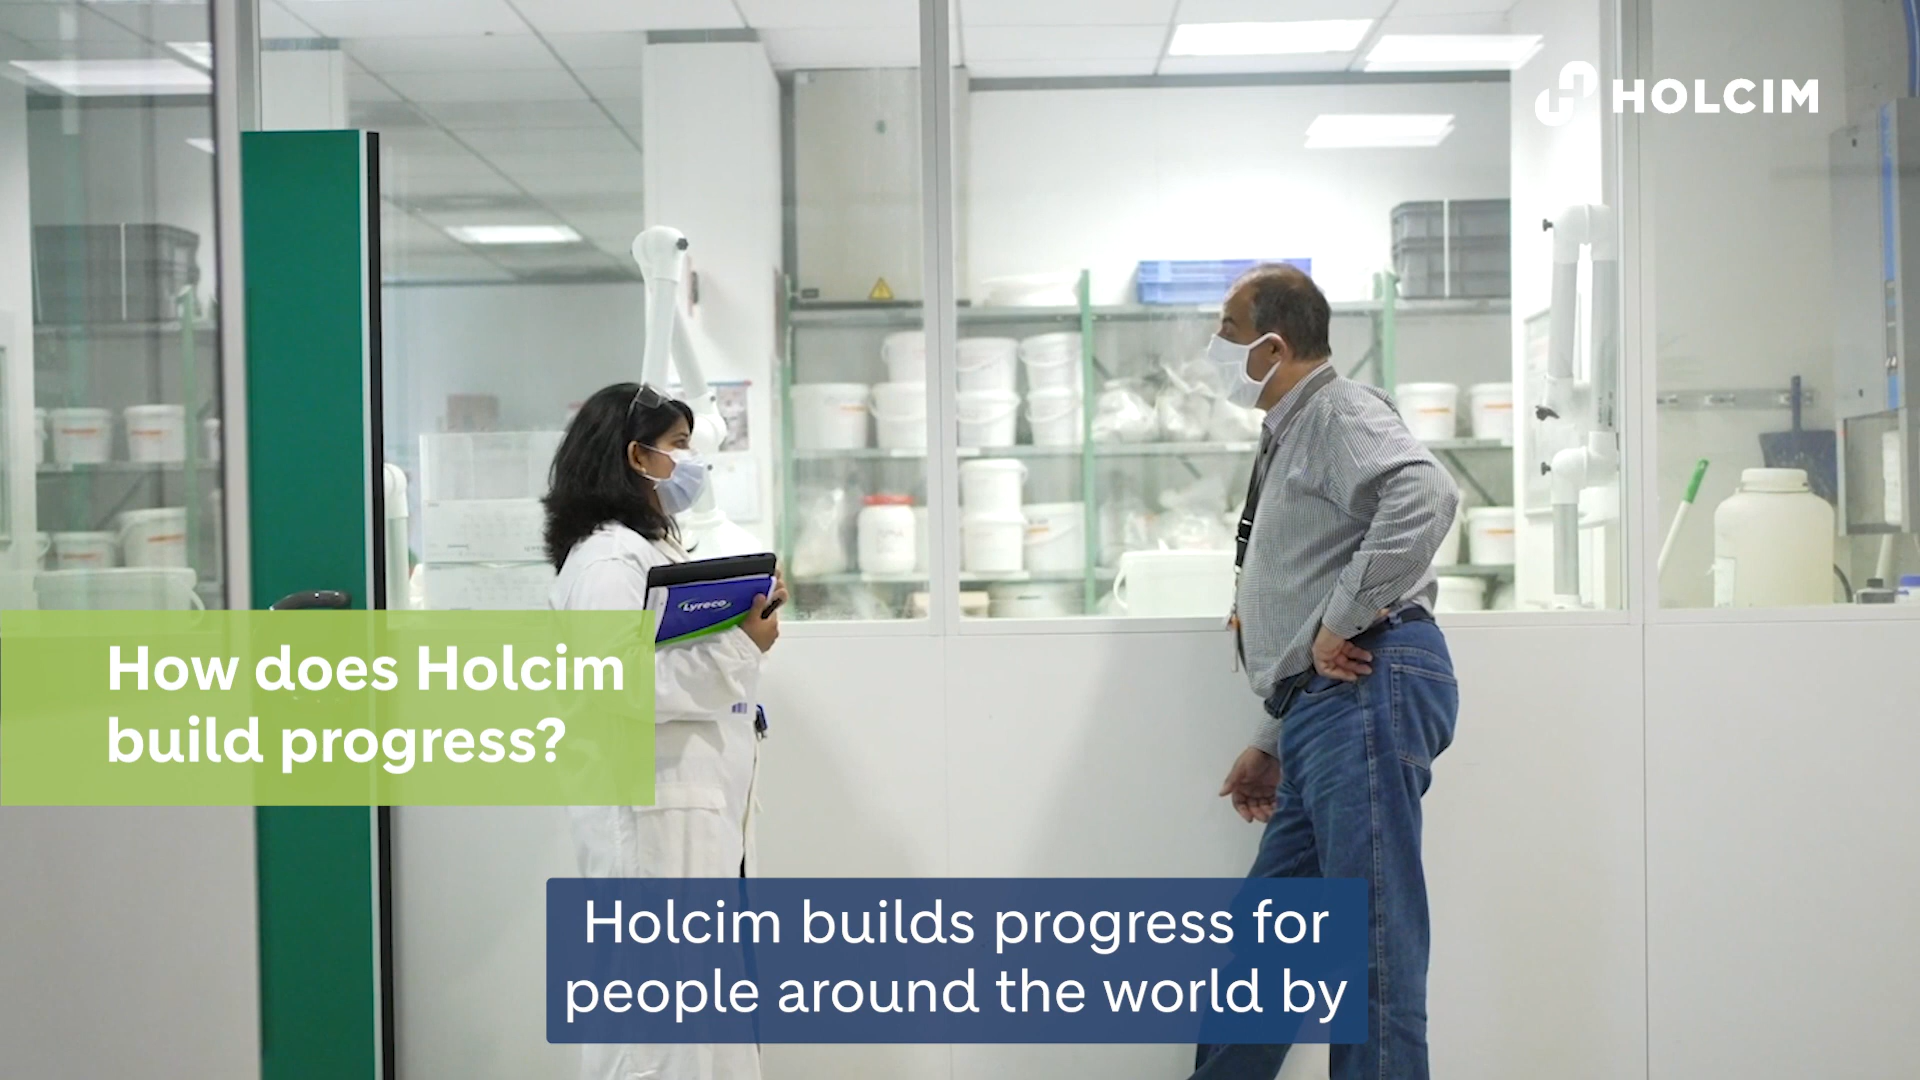 HOLCIM
Lyreco
How does Holcim
build progress?
Holcim builds progress for
people around the world by